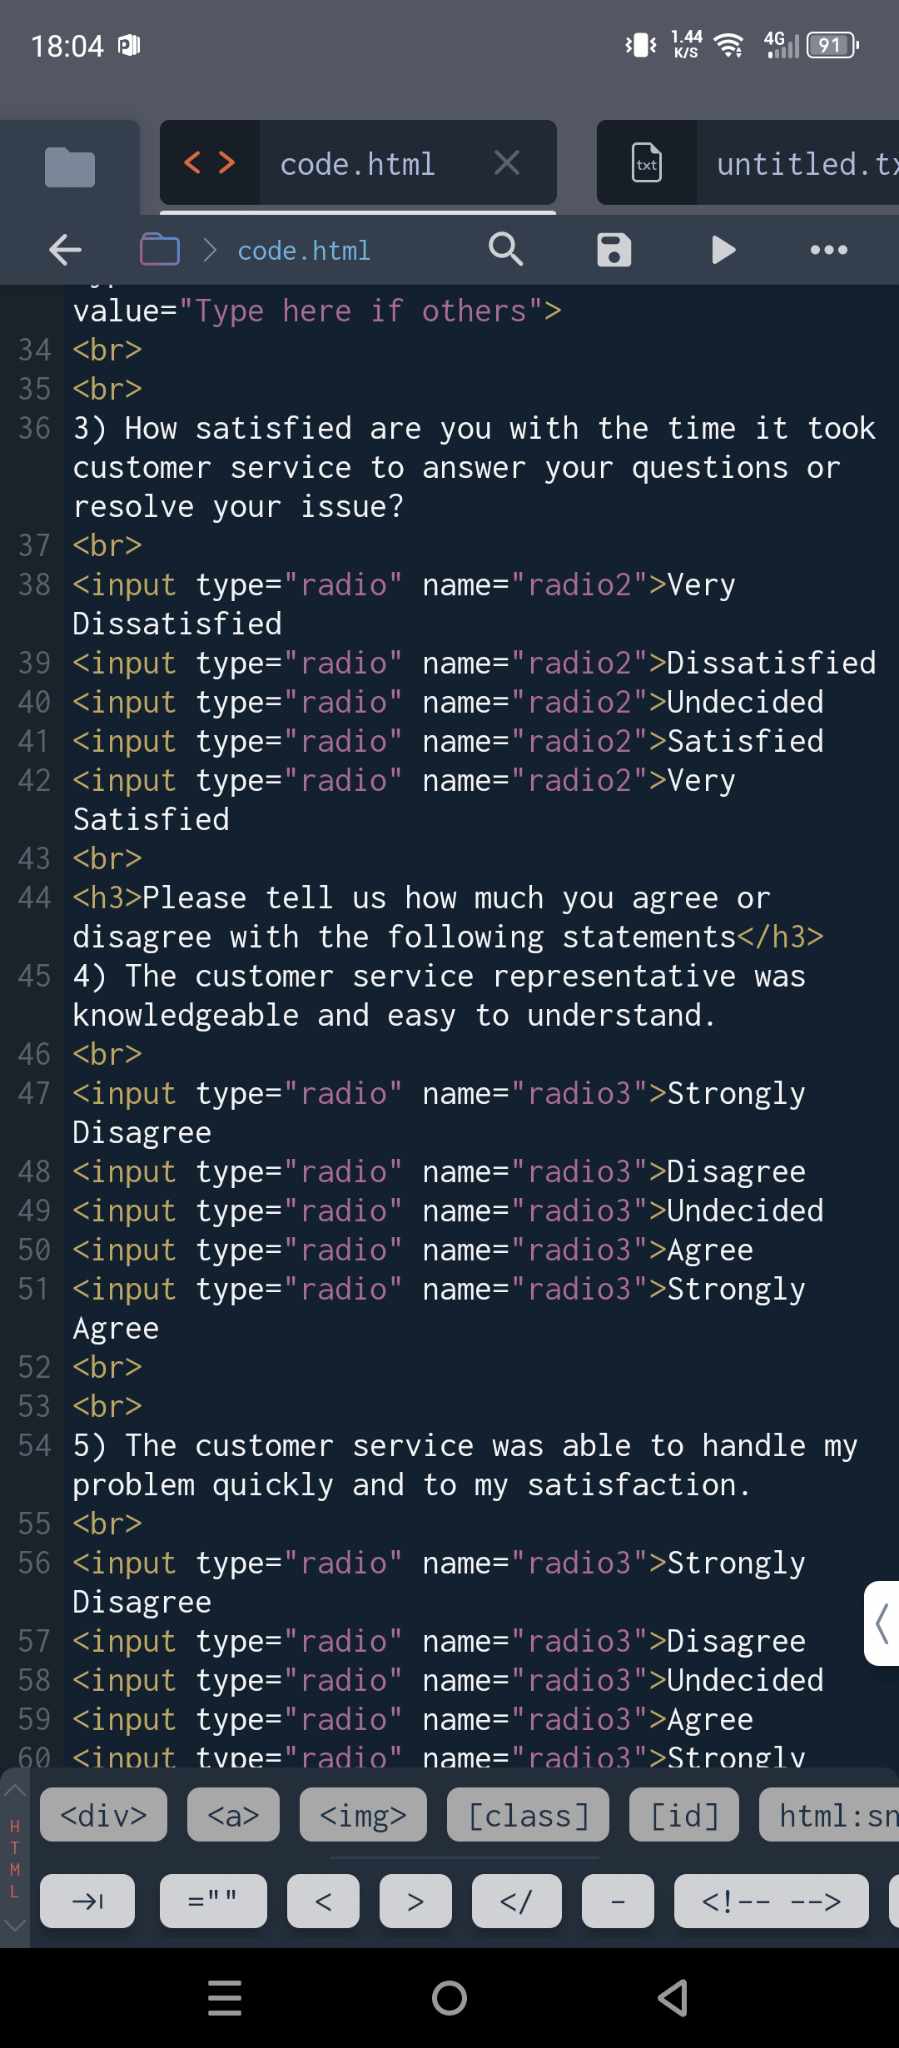 18:04
1.44 K/S 4G 91
code.html
txt untitled.tx
code.html
value="Type here if others">
34 <br>
35 <br>
36 3) How satisfied are you with the time it took
customer service to answer your questions or
resolve your issue?
37 <br>
38 <input type="radio" name="radio2">Very
Dissatisfied
39 <input type="radio" name="radio2">Dissatisfied
40 <input type="radio" name="radio2">Undecided
41 <input type="radio" name="radio2">Satisfied
42 <input type="radio" name="radio2">Very
Satisfied
43 <br>
44 <h3>Please tell us how much you agree or
disagree with the following statements</h3>
45 4) The customer service representative was
knowledgeable and easy to understand.
46 <br>
47 <input type="radio" name="radio3">Strongly
Disagree
48 <input type="radio" name="radio3">Disagree
49 <input type="radio" name="radio3">Undecided
50 <input type="radio" name="radio3">Agree
51 <input type="radio" name="radio3">Strongly
Agree
52 <br>
53 <br>
54 5) The customer service was able to handle my
problem quickly and to my satisfaction.
55 <br>
56 <input type="radio" name="radio3">Strongly
Disagree
57 <input type="radio" name="radio3">Disagree
58 <input type="radio" name="radio3">Undecided
59 <input type="radio" name="radio3">Agree
60 <input type="radio" name="radio3">Strongly
HTML
<div> <a> <img> [class] [id] html:sn
="" < > </ - <!-- -->